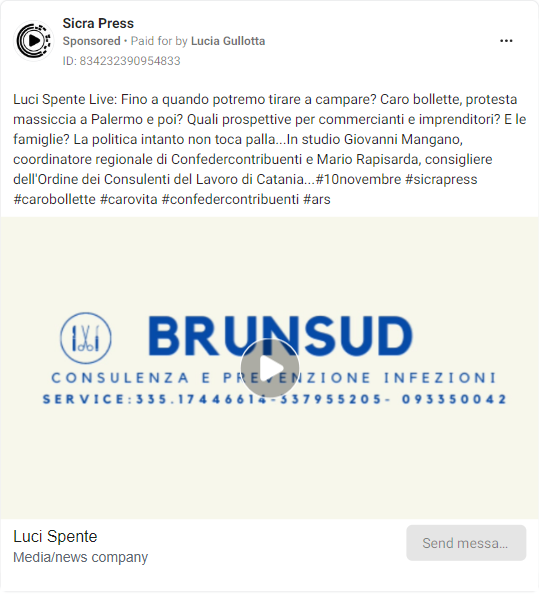 Sicra Press
Sponsored • Paid for by Lucia Gullotta
ID: 834232390954833
Luci Spente Live: Fino a quando potremo tirare a campare? Caro bollette, protesta
massiccia a Palermo e poi? Quali prospettive per commercianti e imprenditori? E le
famiglie? La politica intanto non toca palla...In studio Giovanni Mangano,
coordinatore regionale di Confedercontribuenti e Mario Rapisarda, consigliere
dell'Ordine dei Consulenti del Lavoro di Catania...#10novembre #sicrapress
#carobollette #carovita #confedercontribuenti #ars
BRUNSUD
CONSULENZA E PREVENZIONE INFEZIONI
SERVICE:335.17446614-337955205- 093350042
Luci Spente
Media/news company
Send messa...